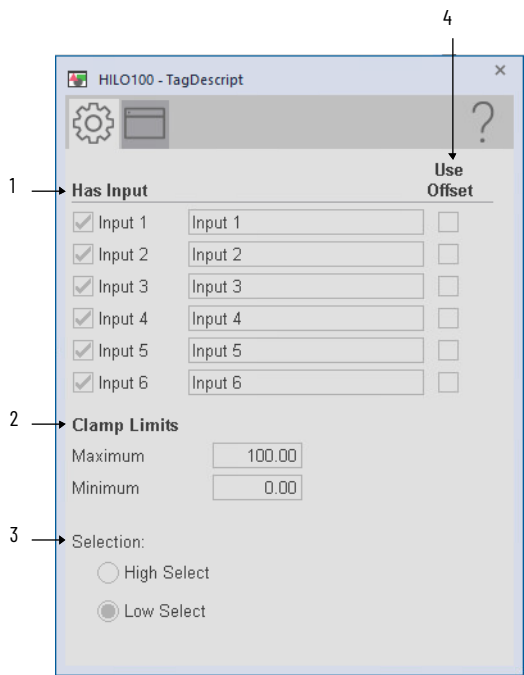 4
HILO100 - TagDescript
×
?
Use
Offset
1
Has Input
Input 1 Input 1
Input 2 Input 2
Input 3 Input 3
Input 4 Input 4
Input 5 Input 5
Input 6 Input 6
2
Clamp Limits
Maximum 100.00
Minimum 0.00
3
Selection:
High Select
Low Select